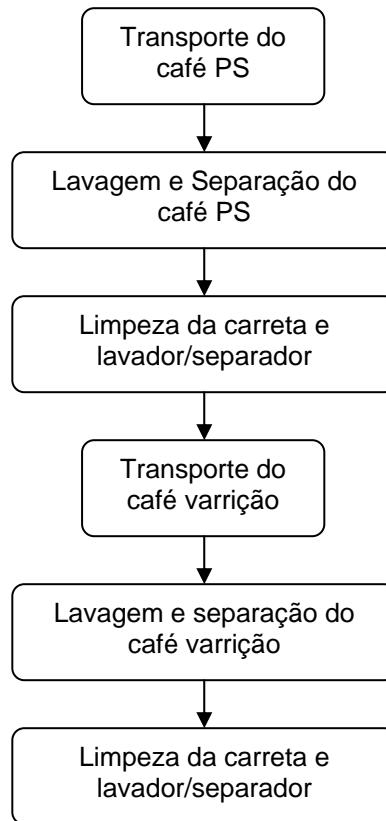 Transporte do
café PS
Lavagem e Separação do
café PS
Limpeza da carreta e
lavador/separador
Transporte do
café varrição
Lavagem e separação do
café varrição
Limpeza da carreta e
lavador/separador